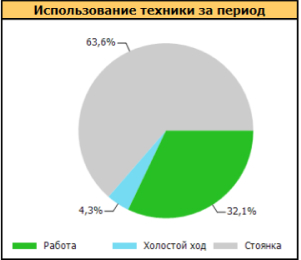 Использование техники за период
63,6%
4,3%
32,1%
Работа Холостой ход Стоянка